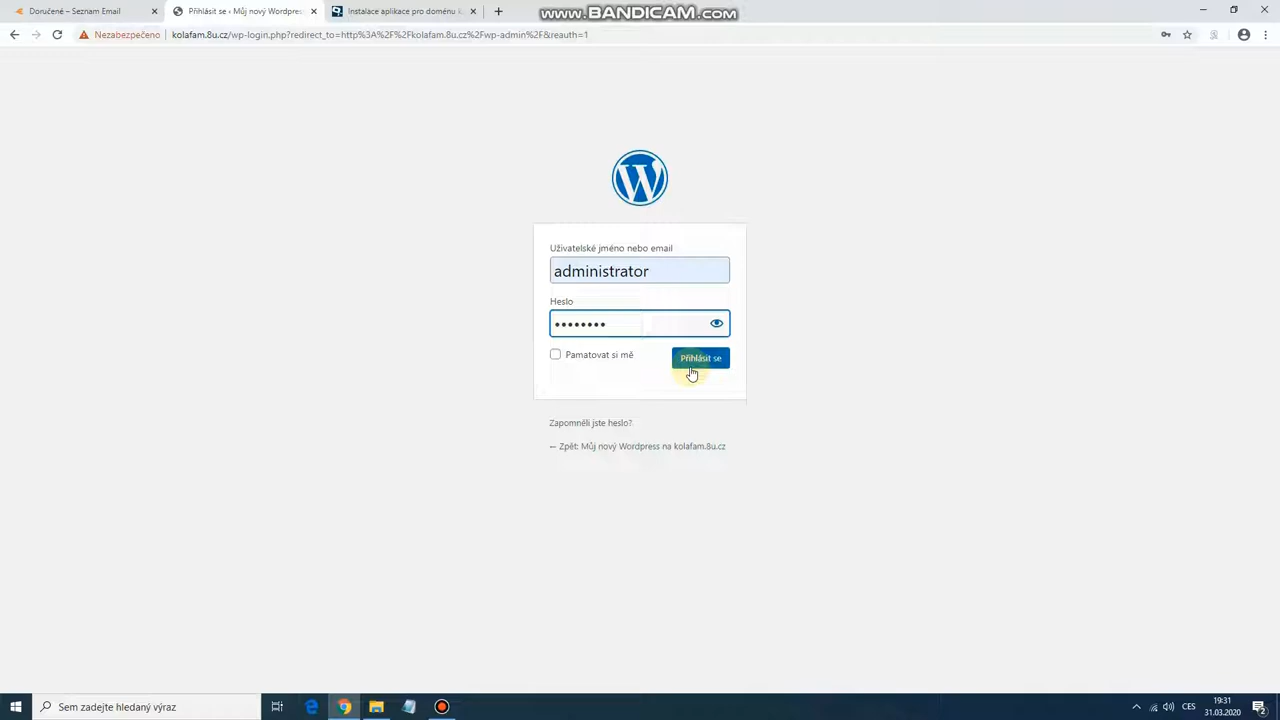 Doručené – Seznam Email
Přihlásit se ‹ Můj nový Wordpres
Instalace aplikace pro doménu k
WWW.BANDICAM.COM
Nezabezpečeno
kolafam.8u.cz/wp-login.php?redirect_to=http%3A%2F%2Fkolafam.8u.cz%2Fwp-admin%2F&reauth=1
Uživatelské jméno nebo email
administrator
Heslo
Pamatovat si mě
Přihlásit se
Zapomněli jste heslo?
← Zpět: Můj nový Wordpress na kolafam.8u.cz
Sem zadejte hledaný výraz
CES
19:31
31.03.2020
2